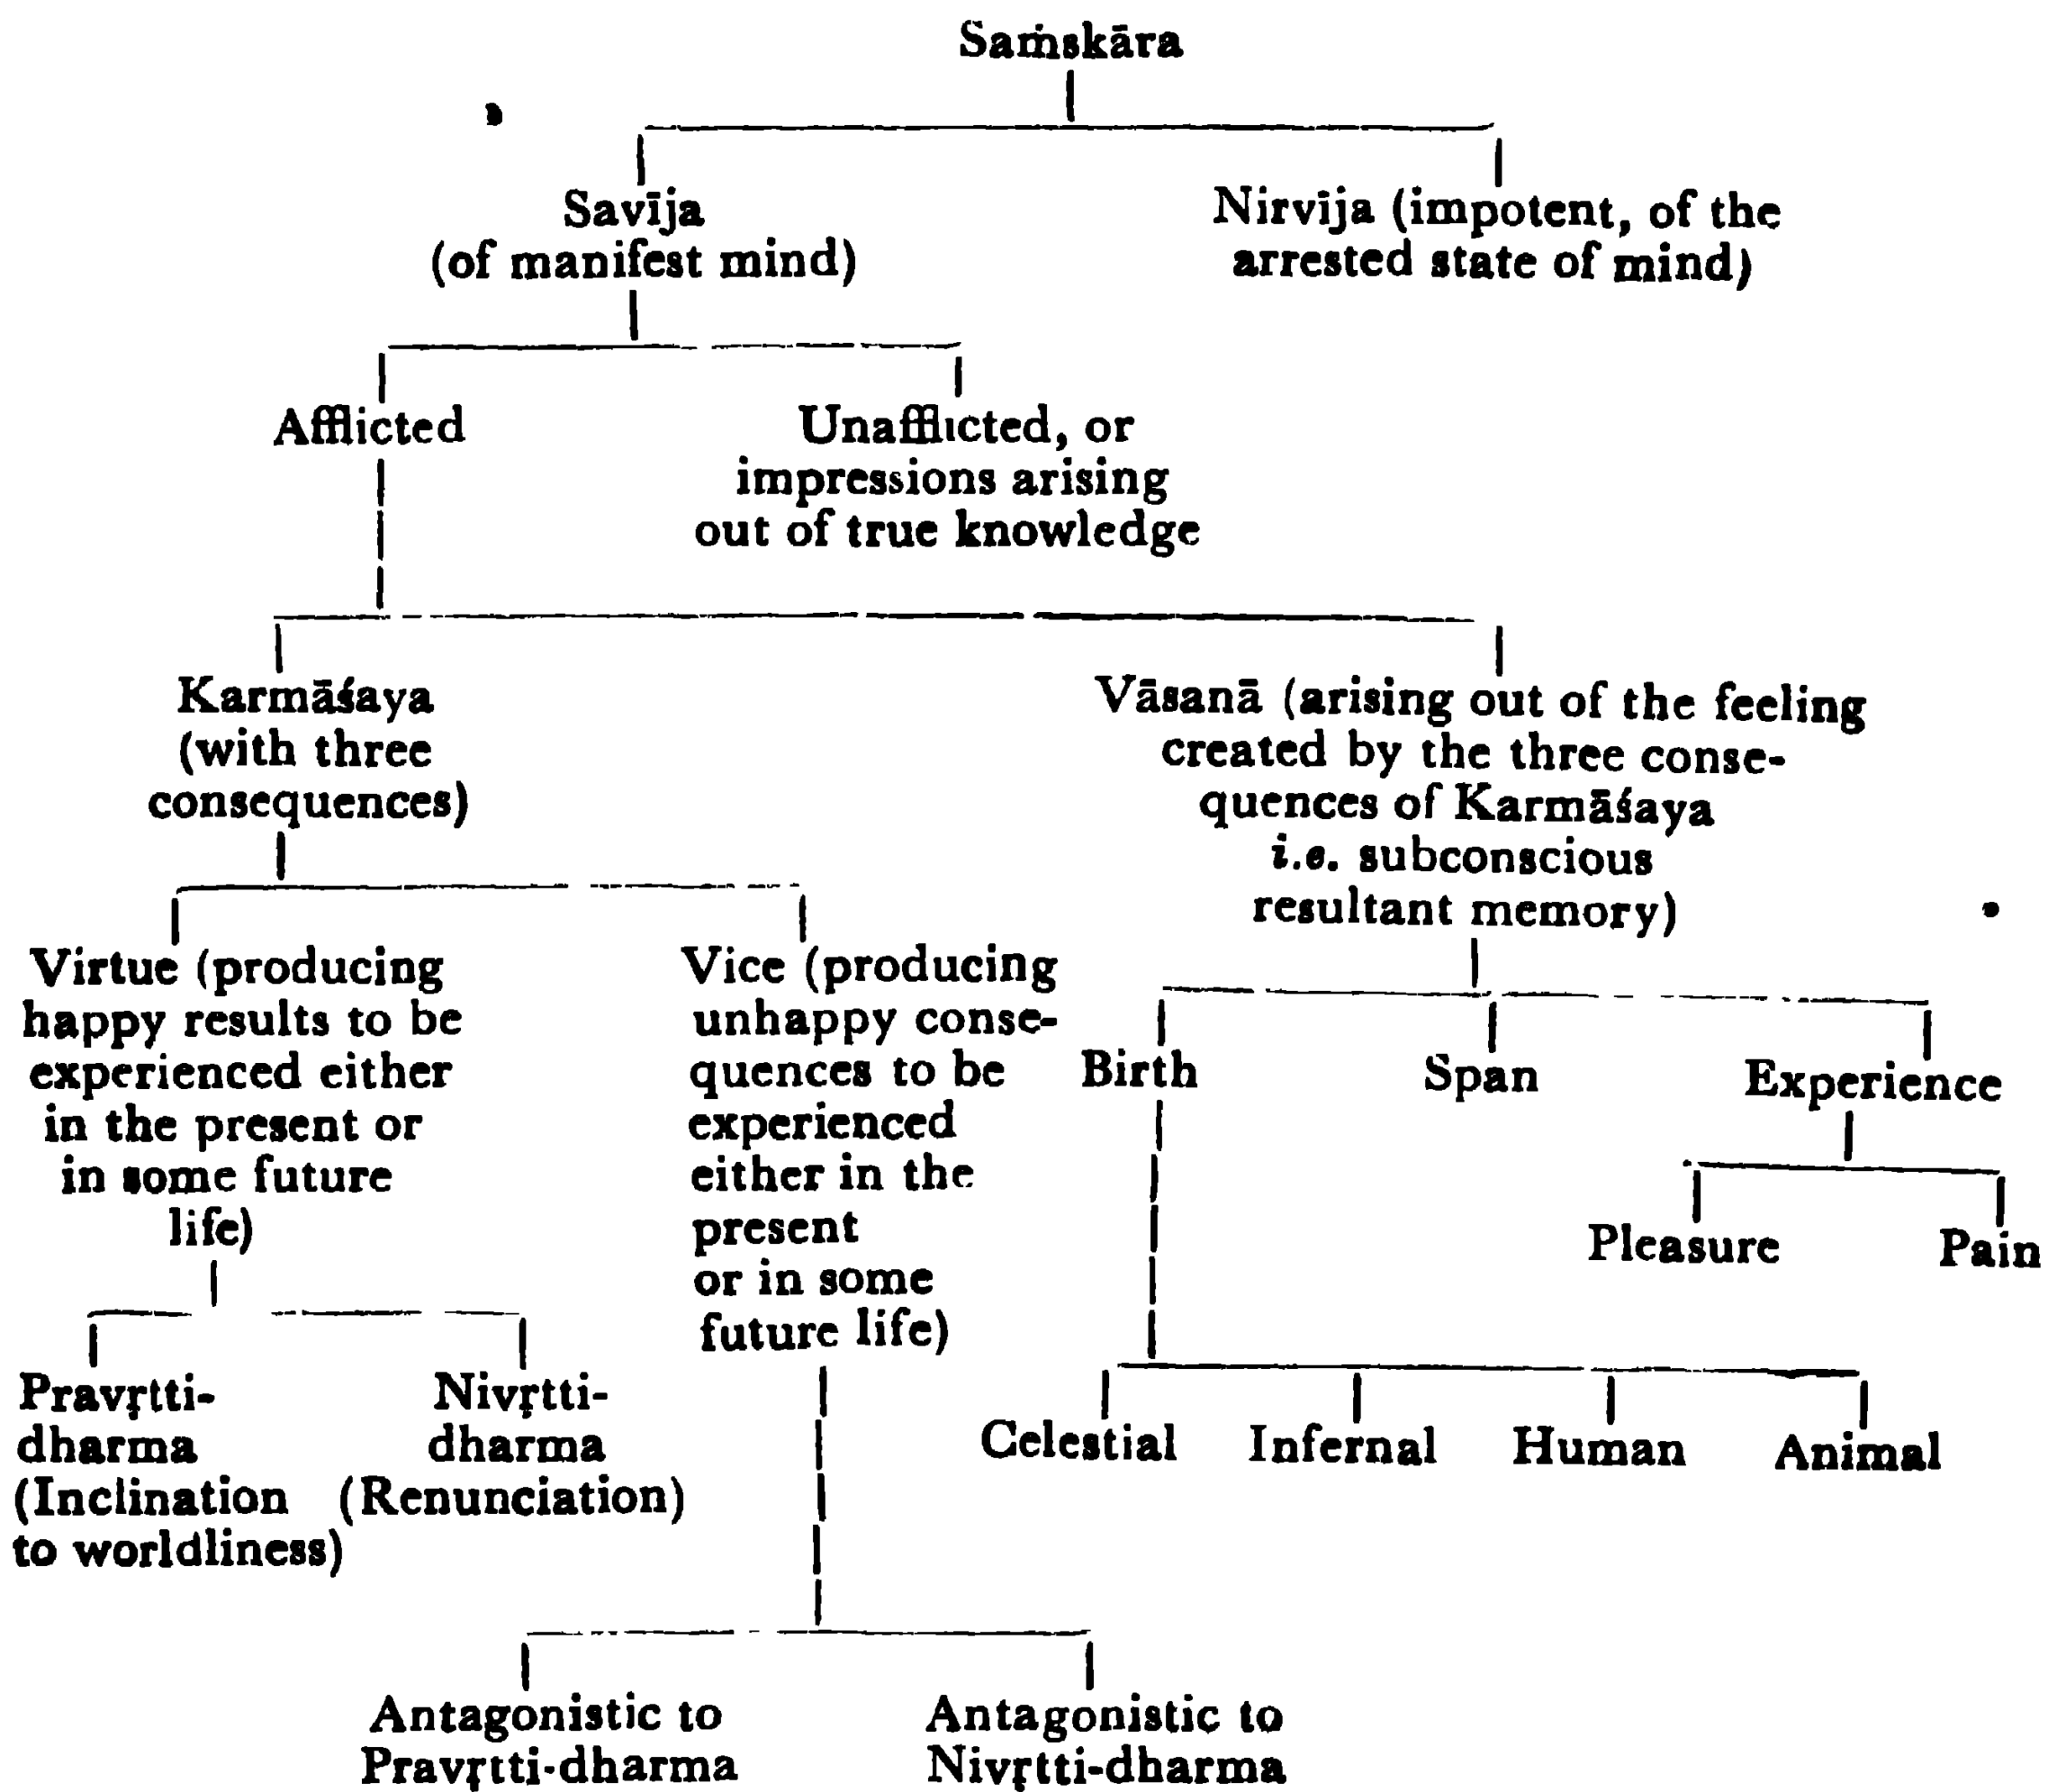 Saṁskāra
Savīja
(of manifest mind)
Nirvīja (impotent, of the
arrested state of mind)
Afflicted
Unafflicted, or
impressions arising
out of true knowledge
Karmāśaya
(with three
consequences)
Vāsanā (arising out of the feeling
created by the three conse-
quences of Karmāśaya
i.e. subconscious
resultant memory)
Virtue (producing
happy results to be
experienced either
in the present or
in some future
life)
Vice (producing
unhappy conse-
quences to be
experienced
either in the
present
or in some
future life)
Birth
Span
Experience
Pleasure
Pain
Pravṛtti-
dharma
(Inclination
to worldliness)
Nivṛtti-
dharma
(Renunciation)
Celestial
Infernal
Human
Animal
Antagonistic to
Pravṛtti-dharma
Antagonistic to
Nivṛtti-dharma